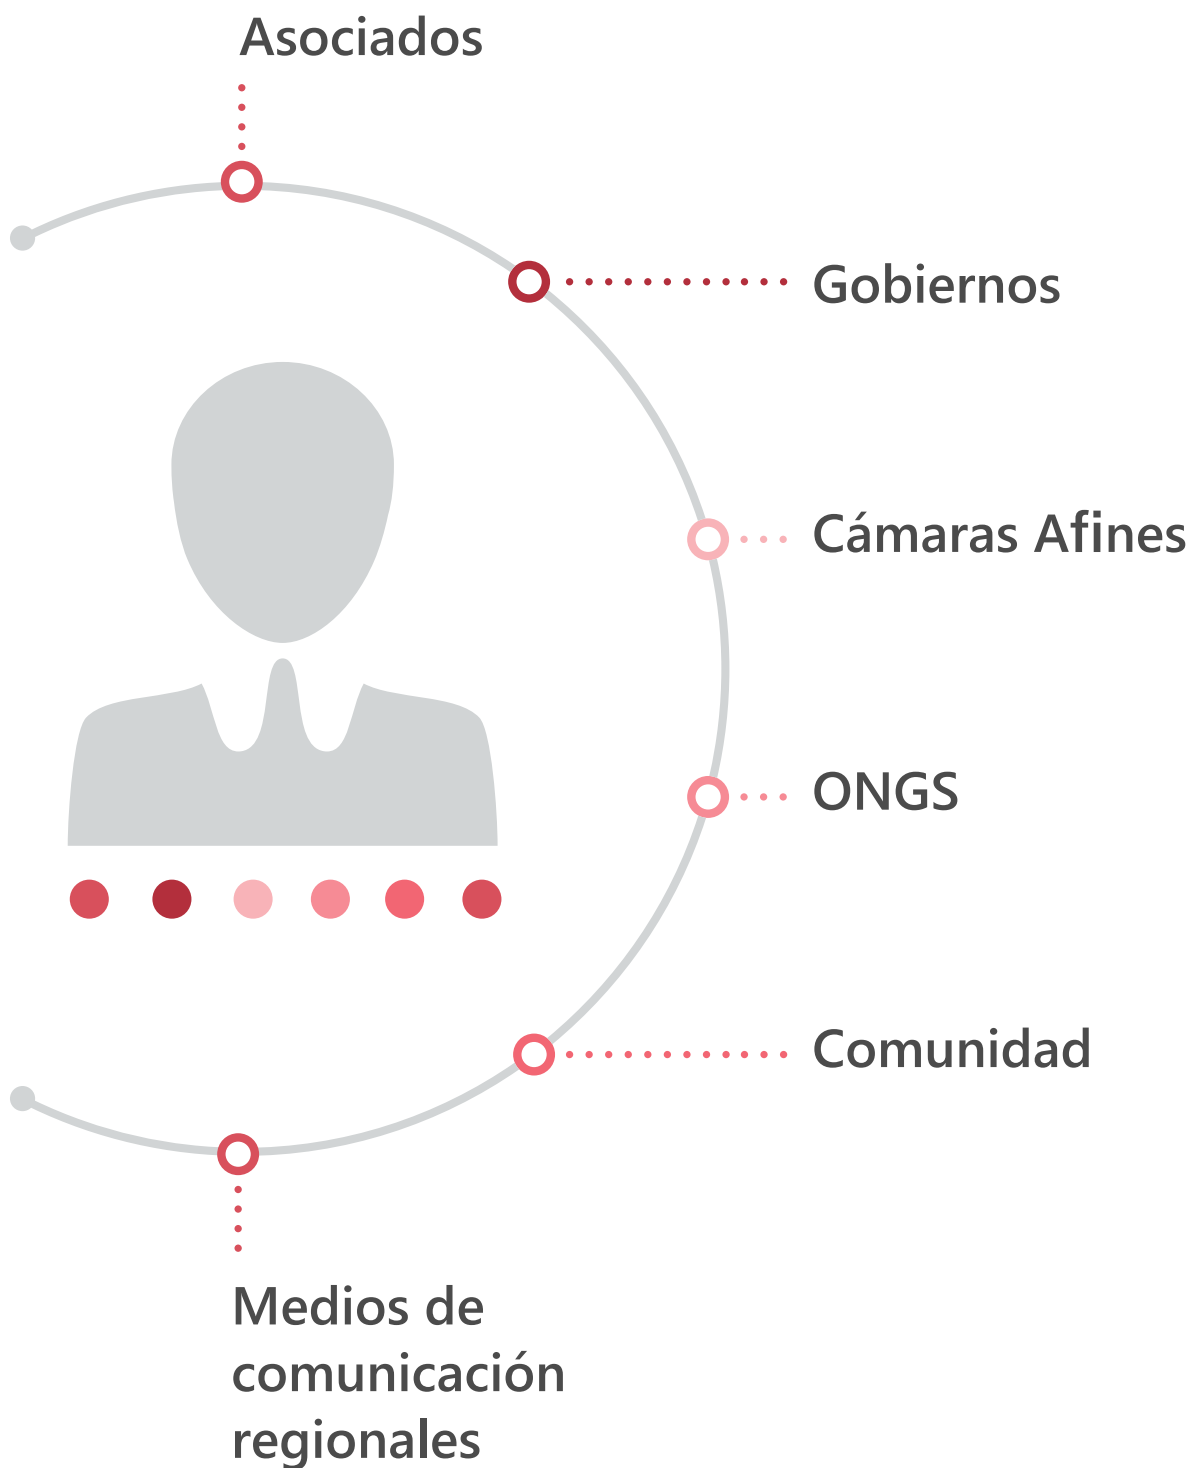 Asociados
Gobiernos
Cámaras Afines
ONGS
Comunidad
Medios de
comunicación
regionales